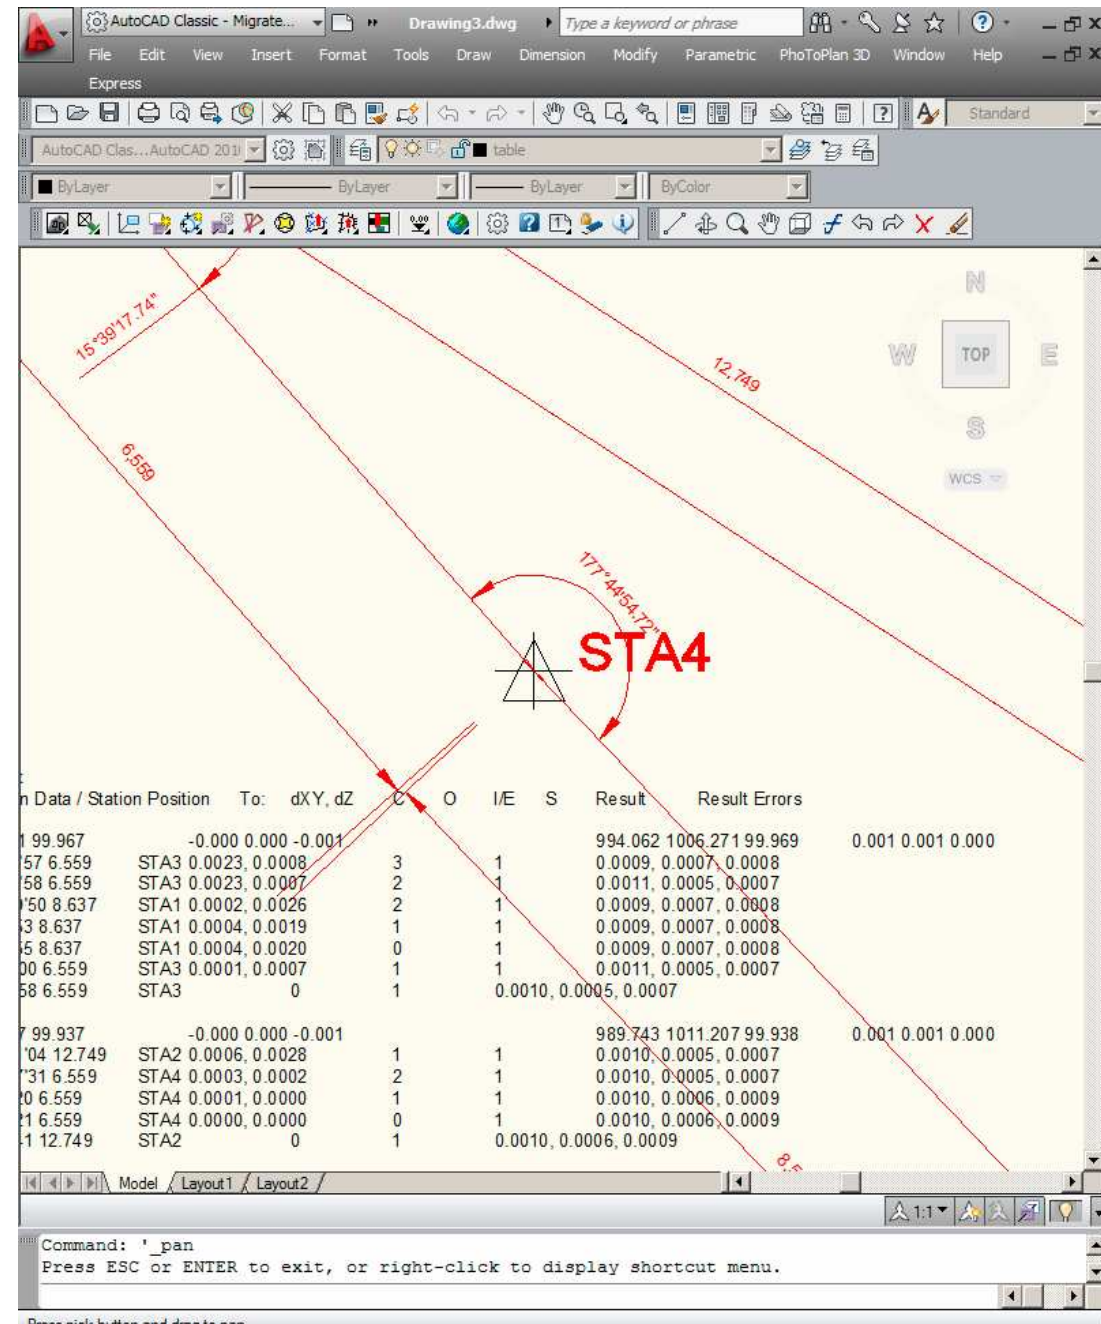 AutoCAD Classic - Migrate... Drawing3.dwg Type a keyword or phrase
File Edit View Insert Format Tools Draw Dimension Modify Parametric PhoToPlan 3D Window Help
Express
Standard
AutoCAD Clas...AutoCAD 201 table
ByLayer ByLayer ByLayer ByColor
N
15°39'17.74"
W TOP E
12,749
S
6,559
WCS
177°44'54.72"
STA4
n Data / Station Position To: dXY, dZ C O I/E S Result Result Errors
1 99.967 -0.000 0.000 -0.001 994.062 1006.271 99.969 0.001 0.001 0.000
'57 6.559 STA3 0.0023, 0.0008 3 1 0.0009, 0.0007, 0.0008
'58 6.559 STA3 0.0023, 0.0007 2 1 0.0011, 0.0005, 0.0007
'50 8.637 STA1 0.0002, 0.0026 2 1 0.0009, 0.0007, 0.0008
53 8.637 STA1 0.0004, 0.0019 1 1 0.0009, 0.0007, 0.0008
5 8.637 STA1 0.0004, 0.0020 0 1 0.0009, 0.0007, 0.0008
00 6.559 STA3 0.0001, 0.0007 1 1 0.0011, 0.0005, 0.0007
58 6.559 STA3 0 1 0.0010, 0.0005, 0.0007
7 99.937 -0.000 0.000 -0.001 989.743 1011.207 99.938 0.001 0.001 0.000
'04 12.749 STA2 0.0006, 0.0028 1 1 0.0010, 0.0005, 0.0007
'31 6.559 STA4 0.0003, 0.0002 2 1 0.0010, 0.0005, 0.0007
20 6.559 STA4 0.0001, 0.0000 1 1 0.0010, 0.0006, 0.0009
21 6.559 STA4 0.0000, 0.0000 0 1 0.0010, 0.0006, 0.0009
1 12.749 STA2 0 1 0.0010, 0.0006, 0.0009
Model Layout1 Layout2
1:1
Command: '_pan
Press ESC or ENTER to exit, or right-click to display shortcut menu.